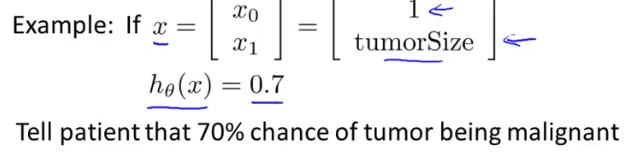 Example: If x = [ x₀ x₁ ] = [ 1 tumorSize ]
hθ(x) = 0.7
Tell patient that 70% chance of tumor being malignant